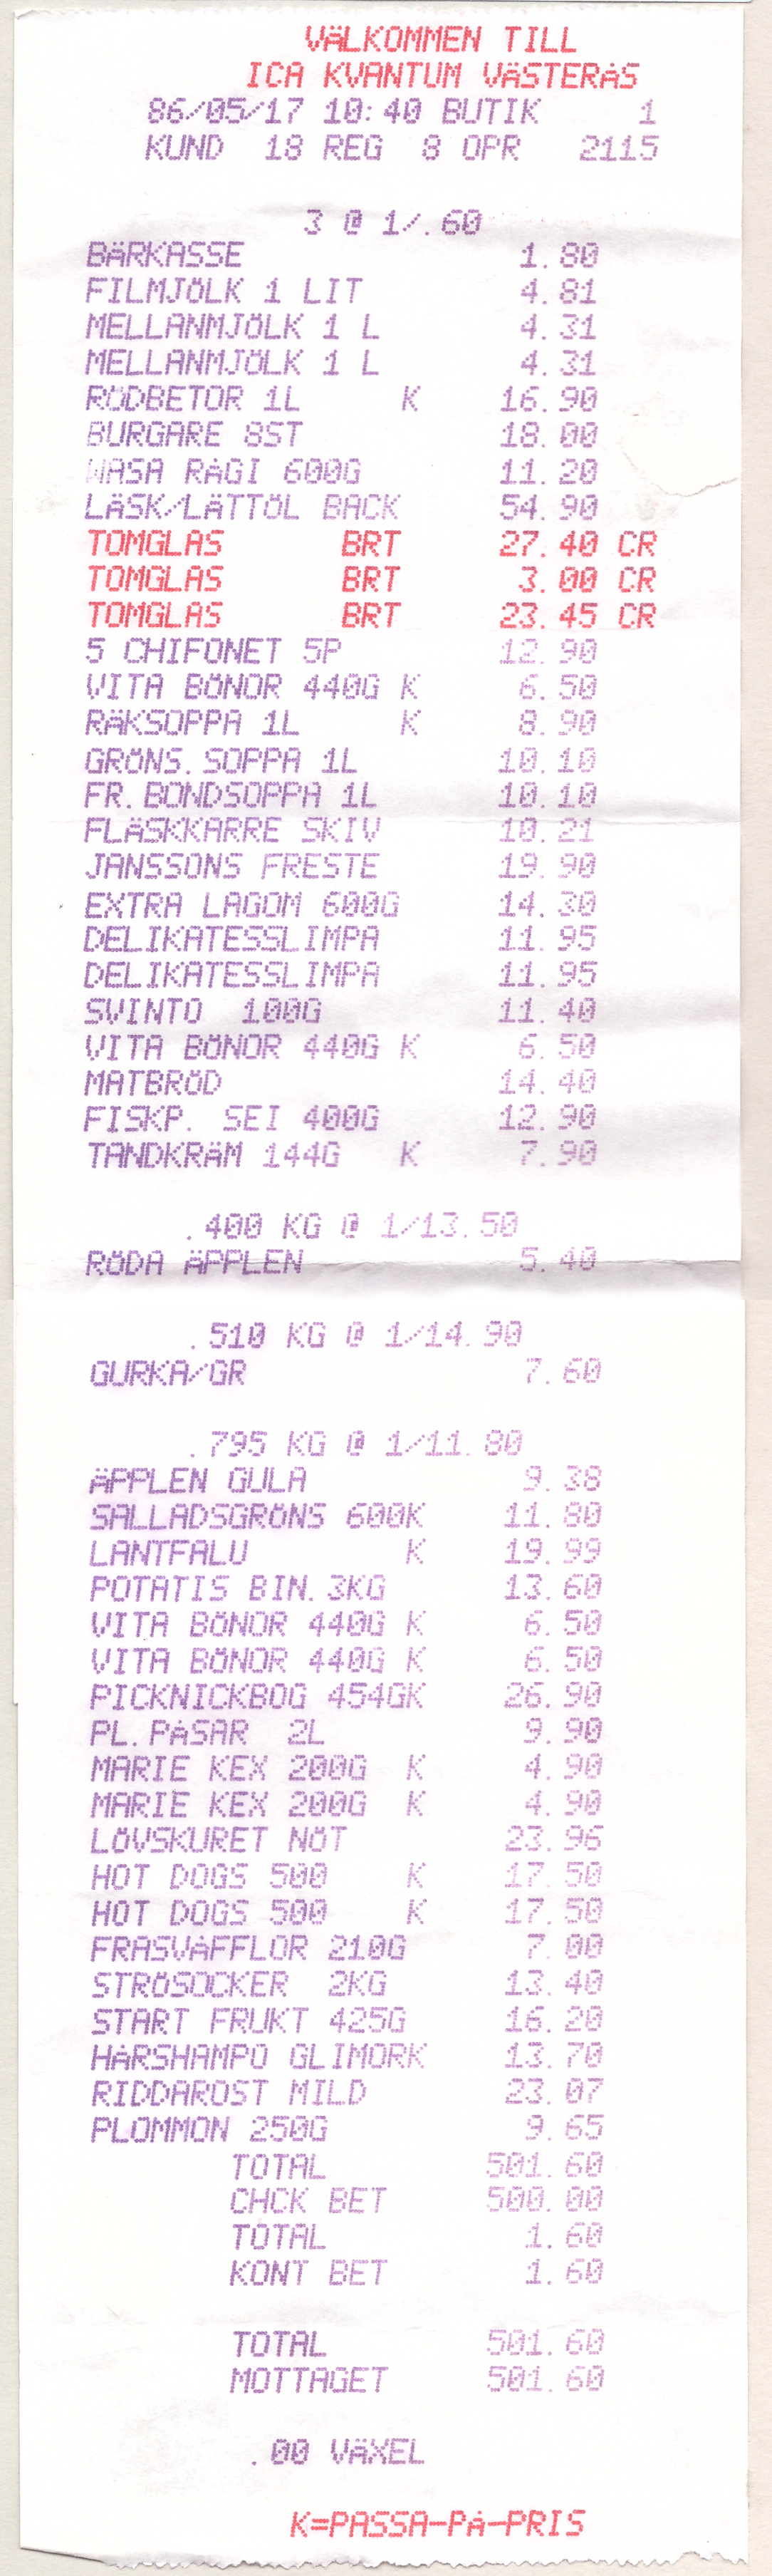 VÄLKOMMEN TILL
ICA KVANTUM VÄSTERÅS
86/05/17 10:40 BUTIK 1
KUND 18 REG 8 OPR 2115
3 @ 1/.60
BÄRKASSE 1.80
FILMJÖLK 1 LIT 4.81
MELLANMJÖLK 1 L 4.31
MELLANMJÖLK 1 L 4.31
RÖDBETOR 1L K 16.90
BURGARE 8ST 18.00
WASA RÅGI 600G 11.20
LÄSK/LÄTTÖL BACK 54.90
TOMGLAS BRT 27.40 CR
TOMGLAS BRT 3.00 CR
TOMGLAS BRT 23.45 CR
5 CHIFONET 5P 12.90
VITA BÖNOR 440G K 6.50
RÄKSOPPA 1L K 8.90
GRÖNS.SOPPA 1L 10.10
FR.BONDSOPPA 1L 10.10
FLÄSKKARRE SKIV 10.21
JANSSONS FRESTE 19.90
EXTRA LAGOM 600G 14.30
DELIKATESSLIMPA 11.95
DELIKATESSLIMPA 11.95
SVINTO 100G 11.40
VITA BÖNOR 440G K 6.50
MATBRÖD 14.40
FISKP. SEI 400G 12.90
TANDKRÄM 144G K 7.90
.400 KG @ 1/13.50
RÖDA ÄPPLEN 5.40
.510 KG @ 1/14.90
GURKA/GR 7.60
.795 KG @ 1/11.80
ÄPPLEN GULA 9.38
SALLADSGRÖNS 600K 11.80
LANTFALU K 19.99
POTATIS BIN.3KG 13.60
VITA BÖNOR 440G K 6.50
VITA BÖNOR 440G K 6.50
PICKNICKBOG 454GK 26.90
PL.PÅSAR 2L 9.90
MARIE KEX 200G K 4.90
MARIE KEX 200G K 4.90
LÖVSKURET NÖT 23.96
HOT DOGS 500 K 17.50
HOT DOGS 500 K 17.50
FRASVÅFFLOR 210G 7.00
STRÖSOCKER 2KG 13.40
START FRUKT 425G 16.20
HÅRSHAMPO GLIMORK 13.70
RIDDAROST MILD 23.07
PLOMMON 250G 9.65
TOTAL 501.60
CHCK BET 500.00
TOTAL 1.60
KONT BET 1.60
TOTAL 501.60
MOTTAGET 501.60
.00 VÄXEL
K=PASSA-PÅ-PRIS